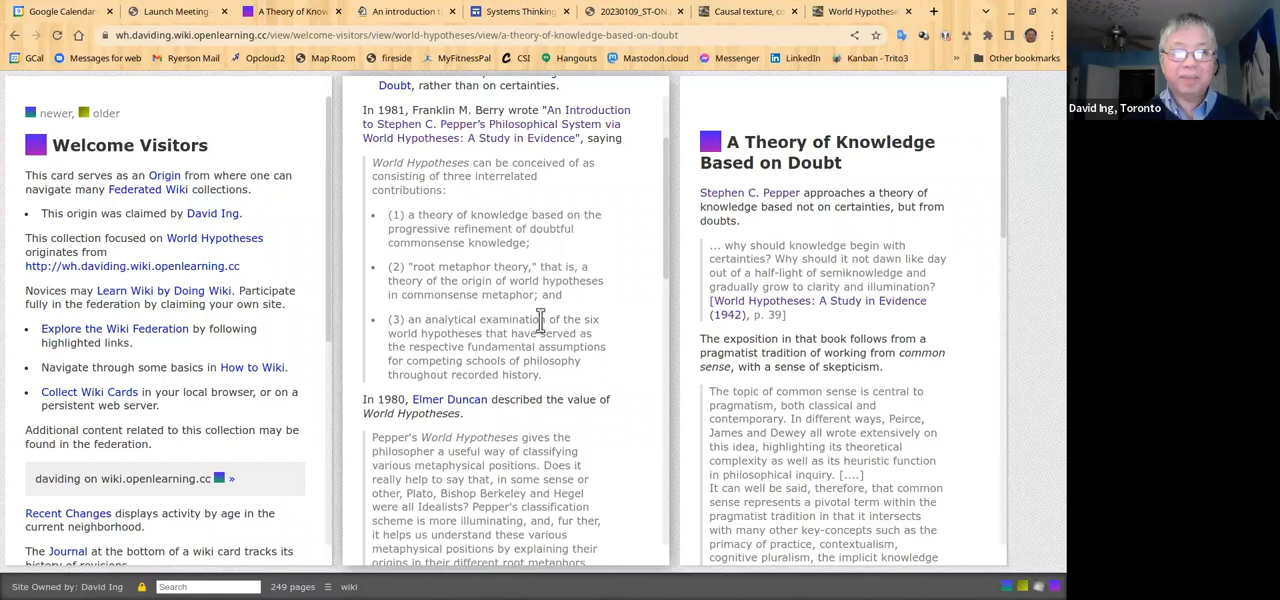 Google Calendar
Launch Meeting -
A Theory of Know
An introduction t
Systems Thinking
20230109_ST-ON
Causal texture, co
World Hypothese
wh.daviding.wiki.openlearning.cc/view/welcome-visitors/view/world-hypotheses/view/a-theory-of-knowledge-based-on-doubt
GCal
Messages for web
Ryerson Mail
Opcloud2
Map Room
fireside
MyFitnessPal
CSI
Hangouts
Mastodon.cloud
Messenger
LinkedIn
Kanban - Trito3
»
Other bookmarks
newer, older
Welcome Visitors
This card serves as an Origin from where one can
navigate many Federated Wiki collections.
• This origin was claimed by David Ing.
This collection focused on World Hypotheses
originates from
http://wh.daviding.wiki.openlearning.cc
Novices may Learn Wiki by Doing Wiki. Participate
fully in the federation by claiming your own site.
• Explore the Wiki Federation by following
highlighted links.
• Navigate through some basics in How to Wiki.
• Collect Wiki Cards in your local browser, or on a
persistent web server.
Additional content related to this collection may be
found in the federation.
daviding on wiki.openlearning.cc »
Recent Changes displays activity by age in the
current neighborhood.
The Journal at the bottom of a wiki card tracks its
history of revisions.
Doubt, rather than on certainties.
In 1981, Franklin M. Berry wrote "An Introduction
to Stephen C. Pepper's Philosophical System via
World Hypotheses: A Study in Evidence", saying
World Hypotheses can be conceived of as
consisting of three interrelated
contributions:
• (1) a theory of knowledge based on the
progressive refinement of doubtful
commonsense knowledge;
• (2) "root metaphor theory," that is, a
theory of the origin of world hypotheses
in commonsense metaphor; and
• (3) an analytical examination of the six
world hypotheses that have served as
the respective fundamental assumptions
for competing schools of philosophy
throughout recorded history.
In 1980, Elmer Duncan described the value of
World Hypotheses.
Pepper's World Hypotheses gives the
philosopher a useful way of classifying
various metaphysical positions. Does it
really help to say that, in some sense or
other, Plato, Bishop Berkeley and Hegel
were all Idealists? Pepper's classification
scheme is more illuminating, and, fur ther,
it helps us understand these various
metaphysical positions by explaining their
origins in their different root metaphors
A Theory of Knowledge
Based on Doubt
Stephen C. Pepper approaches a theory of
knowledge based not on certainties, but from
doubts.
... why should knowledge begin with
certainties? Why should it not dawn like day
out of a half-light of semiknowledge and
gradually grow to clarity and illumination?
[World Hypotheses: A Study in Evidence
(1942), p. 39]
The exposition in that book follows from a
pragmatist tradition of working from common
sense, with a sense of skepticism.
The topic of common sense is central to
pragmatism, both classical and
contemporary. In different ways, Peirce,
James and Dewey all wrote extensively on
this idea, highlighting its theoretical
complexity as well as its heuristic function
in philosophical inquiry. [....]
It can well be said, therefore, that common
sense represents a pivotal term within the
pragmatist tradition in that it intersects
with many other key-concepts such as the
primacy of practice, contextualism,
cognitive pluralism, the implicit knowledge
Site Owned by: David Ing
Search
249 pages
wiki
David Ing, Toronto